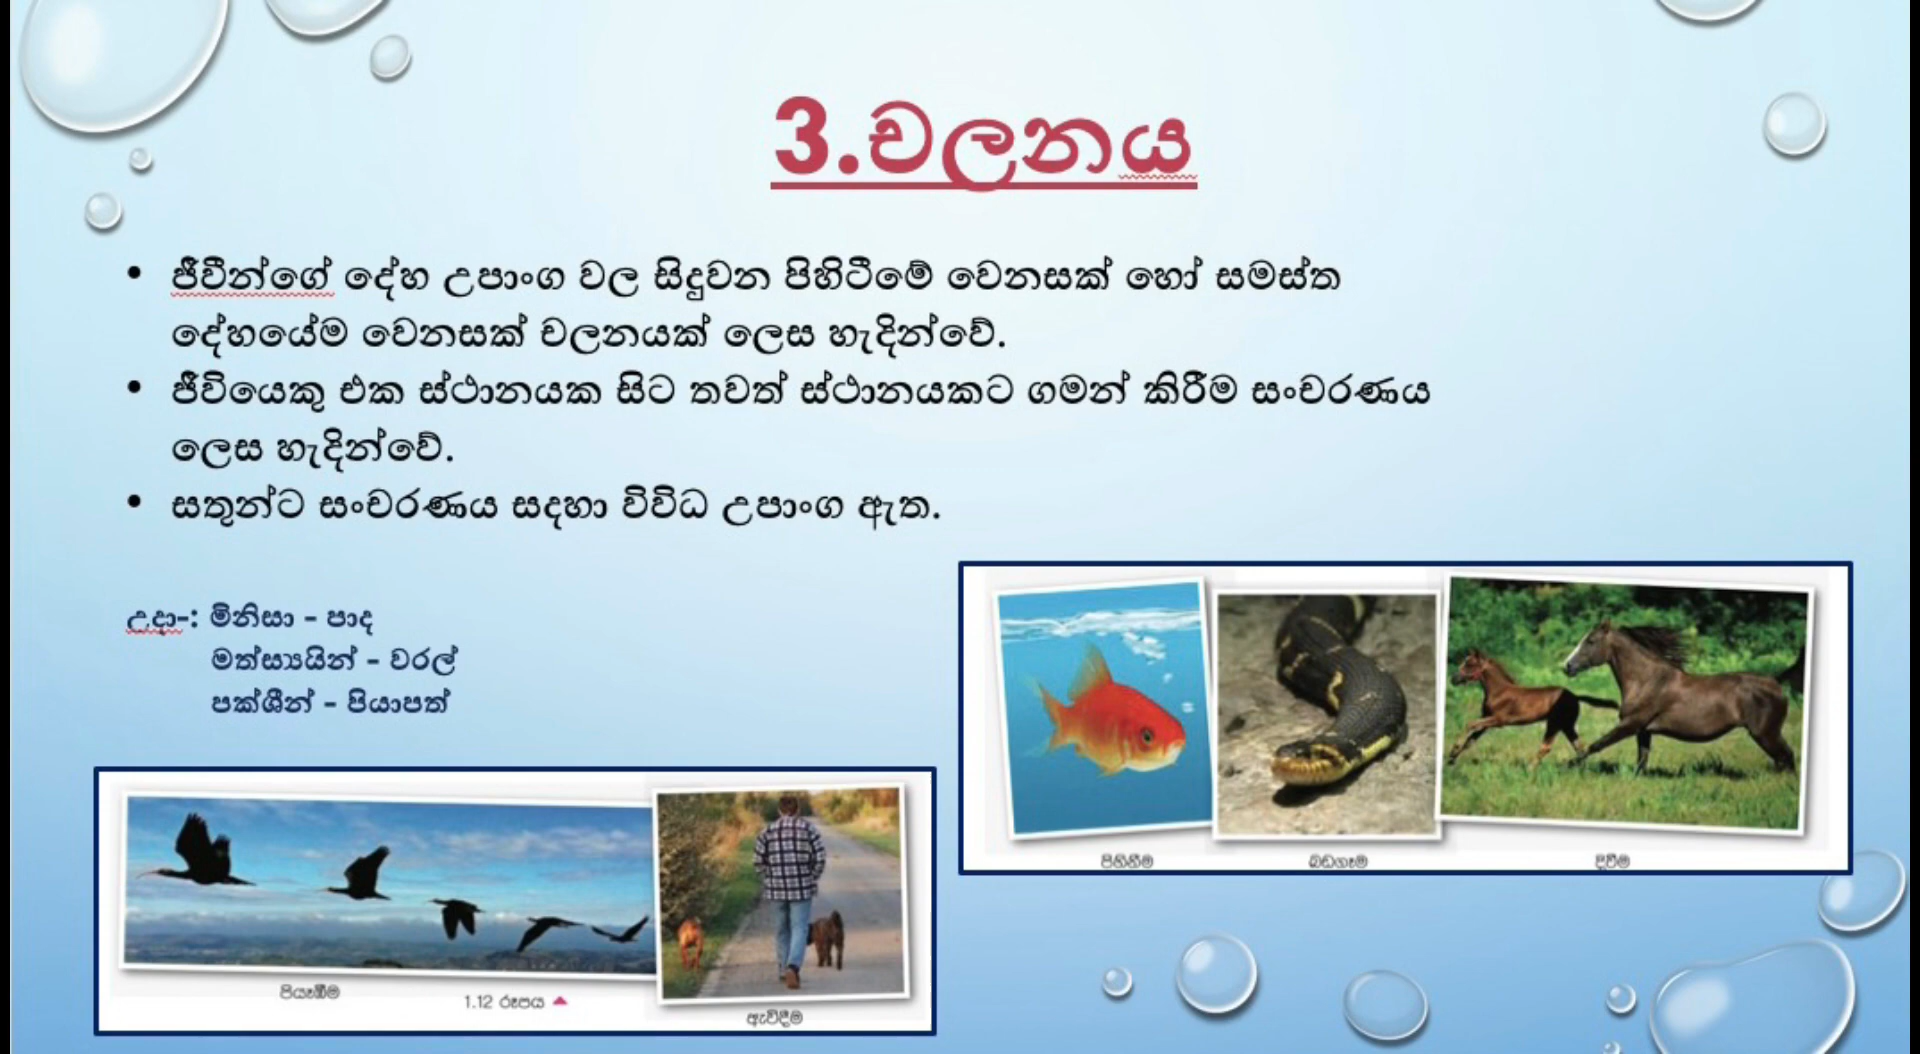 3.චලනය
• ජීවීන්ගේ දේහ උපාංග වල සිදුවන පිහිටීමේ වෙනසක් හෝ සමස්ත
දේහයේම වෙනසක් චලනයක් ලෙස හැදින්වේ.
• ජීවියෙකු එක ස්ථානයක සිට තවත් ස්ථානයකට ගමන් කිරීම සංචරණය
ලෙස හැදින්වේ.
• සතුන්ට සංචරණය සදහා විවිධ උපාංග ඇත.
උදා-: මිනිසා - පාද
මත්ස්‍යයින් - වරල්
පක්ශීන් - පියාපත්
පිහිනීම
බඩගෑම
දිවීම
පියෑඹීම
1.12 රූපය
ඇවිදීම